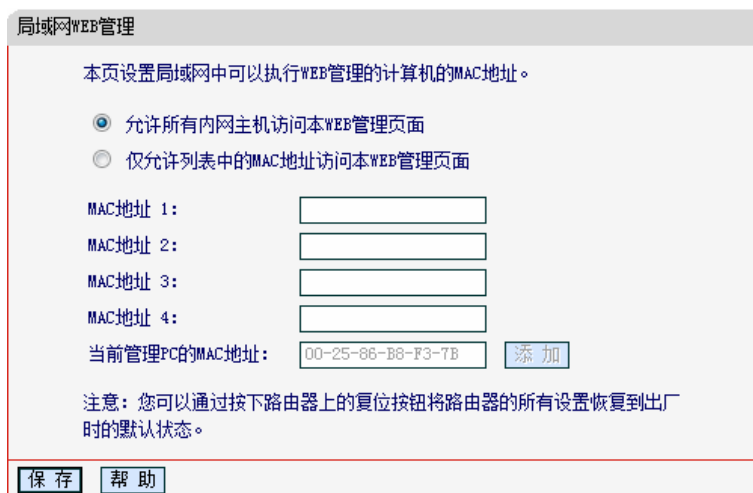 局域网WEB管理
本页设置局域网中可以执行WEB管理的计算机的MAC地址。
允许所有内网主机访问本WEB管理页面
仅允许列表中的MAC地址访问本WEB管理页面
MAC地址 1:
MAC地址 2:
MAC地址 3:
MAC地址 4:
当前管理PC的MAC地址: 00-25-86-B8-F3-7B 添 加
注意: 您可以通过按下路由器上的复位按钮将路由器的所有设置恢复到出厂
时的默认状态。
保 存 帮 助